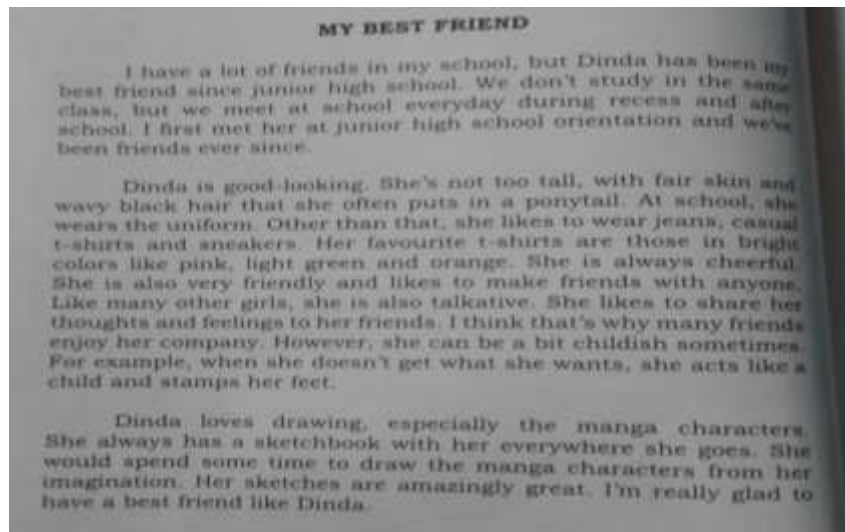 MY BEST FRIEND
I have a lot of friends in my school, but Dinda has been my
best friend since junior high school. We don't study in the same
class, but we meet at school everyday during recess and after
school. I first met her at junior high school orientation and we've
been friends ever since.
Dinda is good-looking. She's not too tall, with fair skin and
wavy black hair that she often puts in a ponytail. At school, she
wears the uniform. Other than that, she likes to wear jeans, casual
t-shirts and sneakers. Her favourite t-shirts are those in bright
colors like pink, light green and orange. She is always cheerful.
She is also very friendly and likes to make friends with anyone.
Like many other girls, she is also talkative. She likes to share her
thoughts and feelings to her friends. I think that's why many friends
enjoy her company. However, she can be a bit childish sometimes.
For example, when she doesn't get what she wants, she acts like a
child and stamps her feet.
Dinda loves drawing, especially the manga characters.
She always has a sketchbook with her everywhere she goes. She
would spend some time to draw the manga characters from her
imagination. Her sketches are amazingly great. I'm really glad to
have a best friend like Dinda.